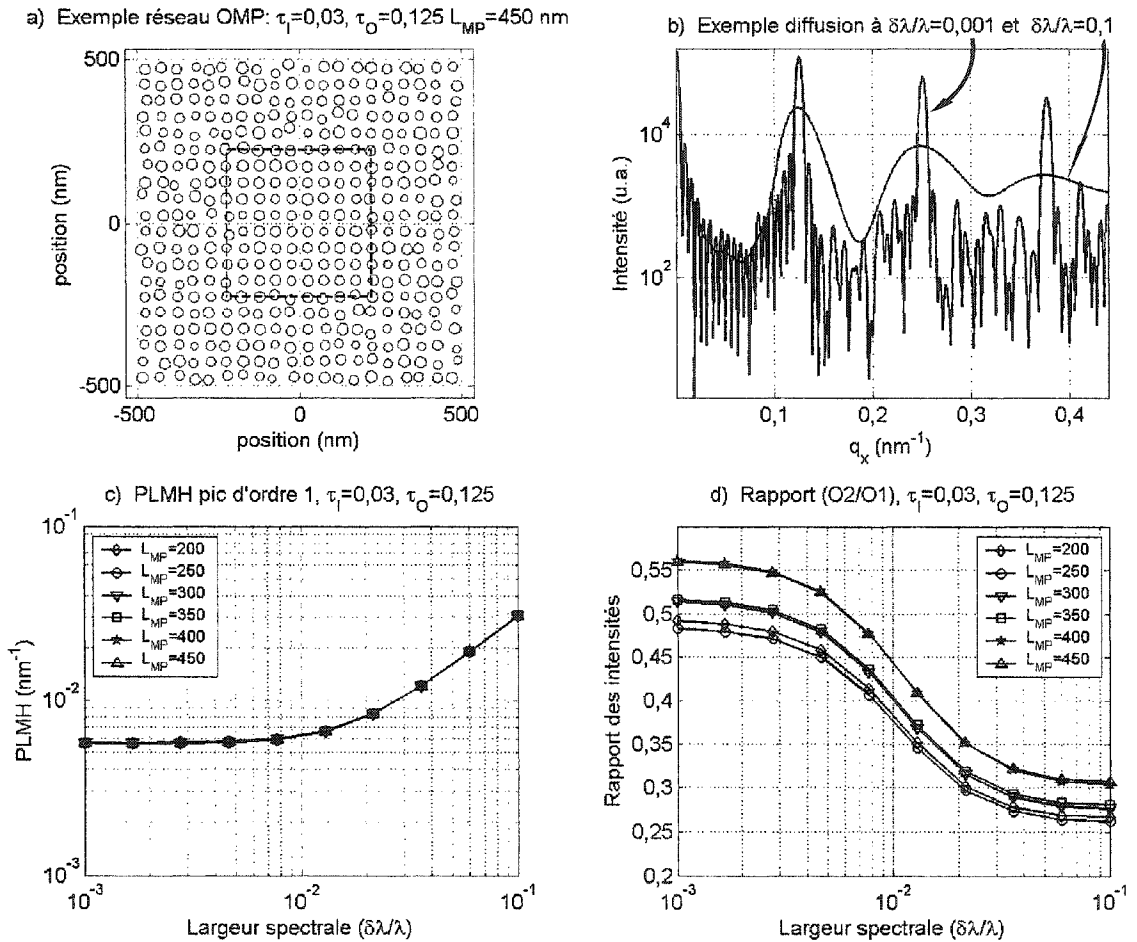 a) Exemple réseau OMP: τI=0,03, τO=0,125 LMP=450 nm
500
0
-500
position (nm)
-500
0
500
position (nm)
b) Exemple diffusion à δλ/λ=0,001 et δλ/λ=0,1
10^4
10^2
Intensité (u.a.)
0,1
0,2
0,3
0,4
qx (nm^-1)
c) PLMH pic d'ordre 1, τI=0,03, τO=0,125
10^-1
10^-2
10^-3
PLMH (nm^-1)
LMP=200
LMP=250
LMP=300
LMP=350
LMP=400
LMP=450
10^-3
10^-2
10^-1
Largeur spectrale (δλ/λ)
d) Rapport (O2/O1), τI=0,03, τO=0,125
0,55
0,5
0,45
0,4
0,35
0,3
0,25
0,2
Rapport des intensités
LMP=200
LMP=250
LMP=300
LMP=350
LMP=400
LMP=450
10^-3
10^-2
10^-1
Largeur spectrale (δλ/λ)